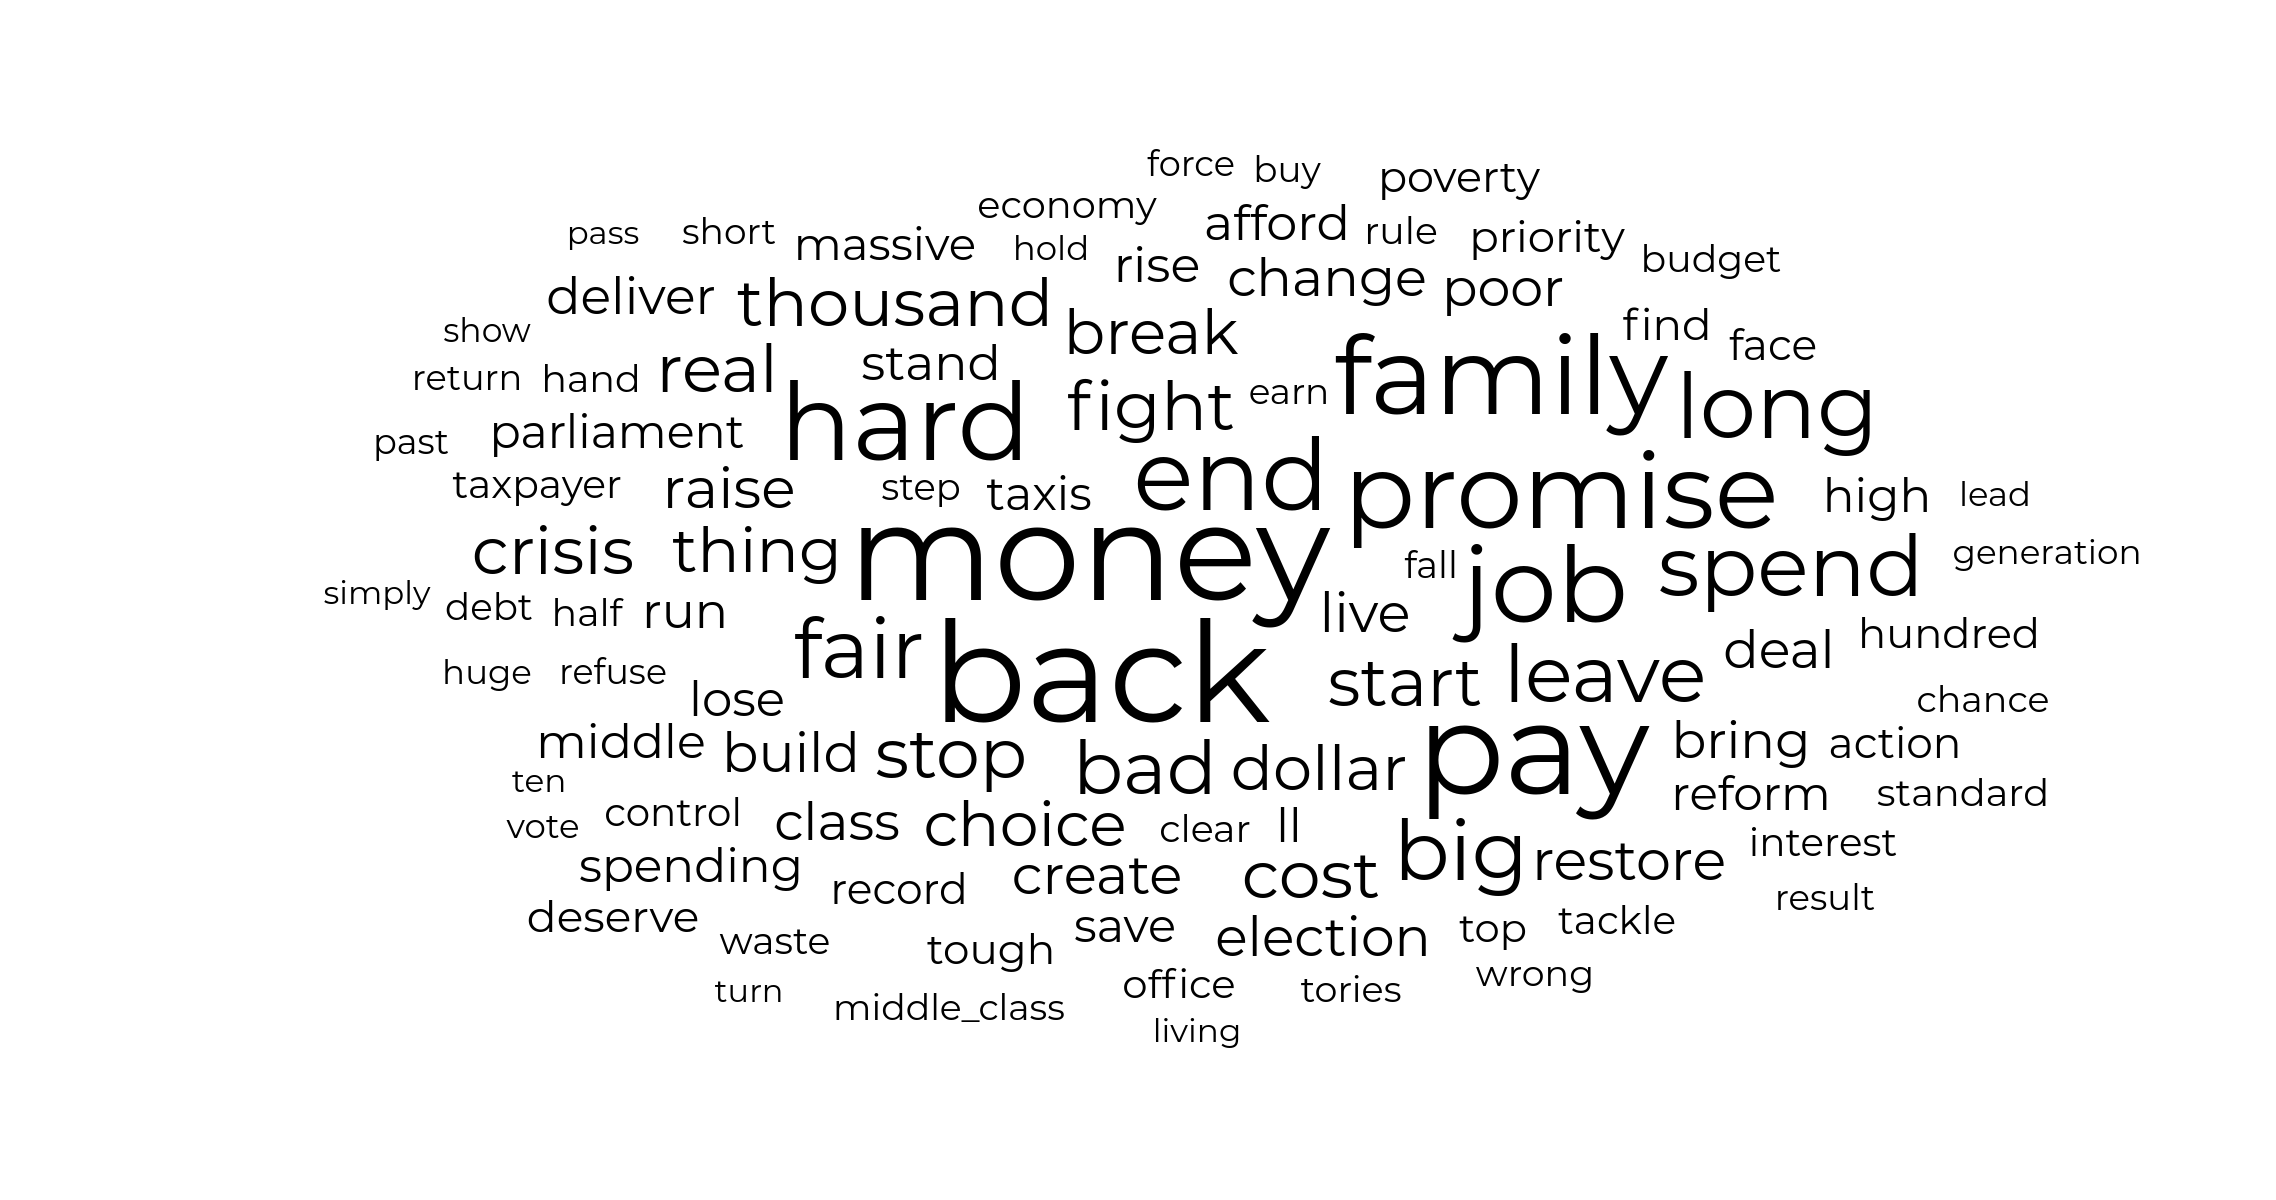 force buy poverty
economy afford rule priority
pass short massive hold rise change poor budget
deliver thousand break find face
show stand family
return hand real hard fight earn long
past parliament end promise
taxpayer raise step taxis high lead
crisis thing money fall job spend generation
simply debt half run live
fair back start leave deal hundred
huge refuse lose chance
middle build stop bad dollar pay bring action
ten reform standard
vote control class choice clear ll big interest
spending record create cost restore result
deserve waste tough save election top tackle
turn middle_class office tories wrong
living